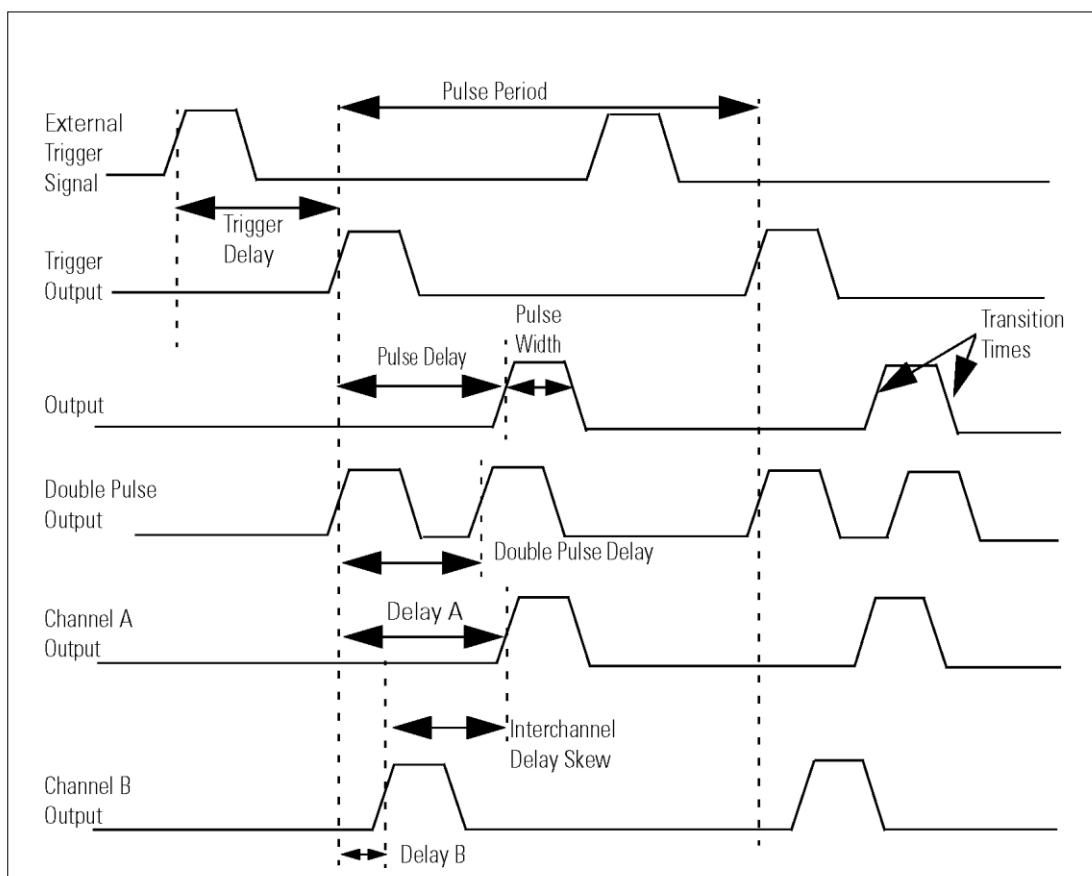 Pulse Period
External
Trigger
Signal
Trigger
Delay
Trigger
Output
Pulse
Width
Transition
Times
Pulse Delay
Output
Double Pulse
Output
Double Pulse Delay
Channel A
Output
Delay A
Interchannel
Delay Skew
Channel B
Output
Delay B